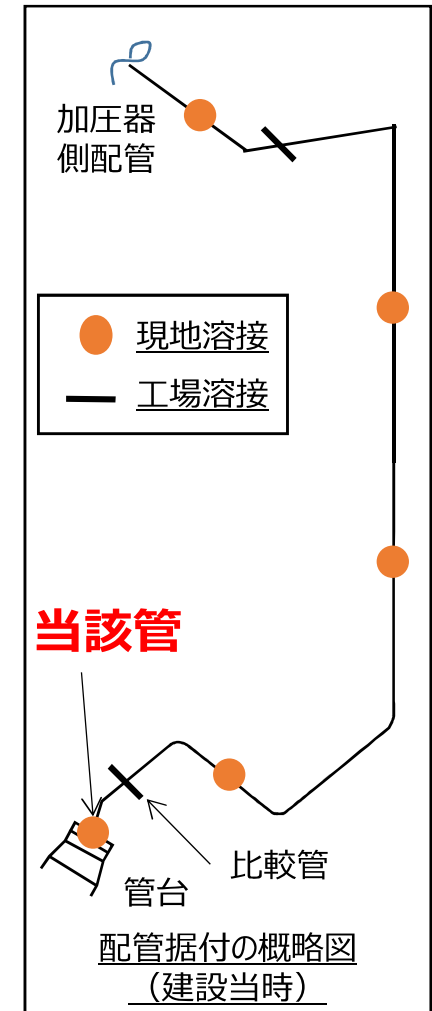 加圧器
側配管
現地溶接
工場溶接
当該管
比較管
管台
配管据付の概略図
（建設当時）